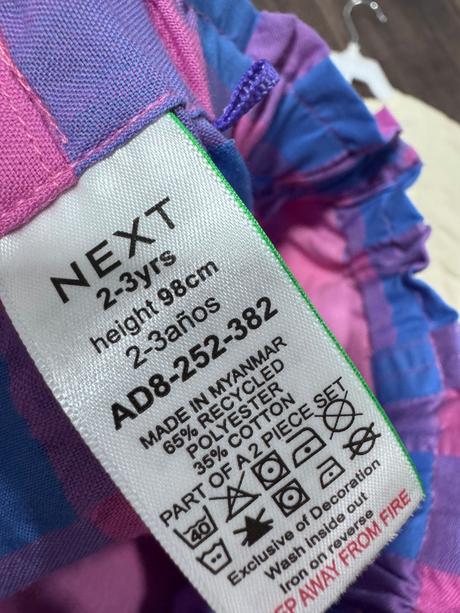 NEXT
2-3yrs
height 98cm
2-3años
AD8-252-382
MADE IN MYANMAR
65% RECYCLED
POLYESTER
35% COTTON
PART OF A 2 PIECE SET
40
Exclusive of Decoration
Wash inside out
Iron on reverse
AWAY FROM FIRE